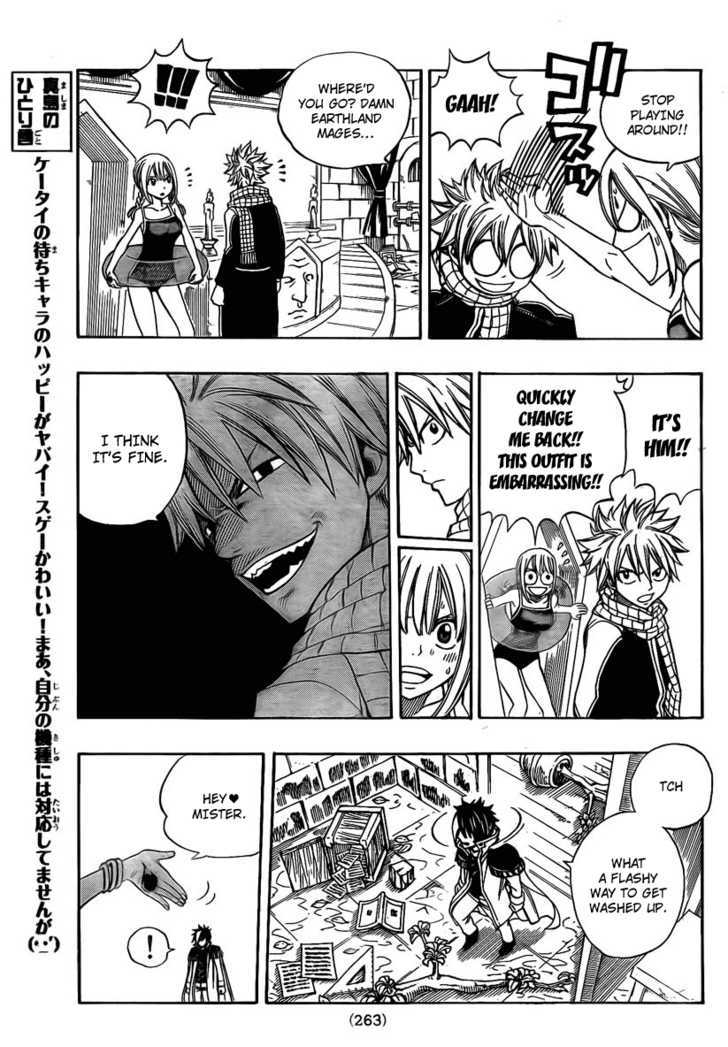 STOP
PLAYING
AROUND!!
ゴスッ
GAAH!
WHERE'D
YOU GO? DAMN
EARTHLAND
MAGES...
!!!
IT'S
HIM!!
QUICKLY
CHANGE
ME BACK!!
THIS OUTFIT IS
EMBARRASSING!!
I THINK
IT'S FINE.
TCH
WHAT
A FLASHY
WAY TO GET
WASHED UP.
HEY♥
MISTER.
!
真島の
ひとり言
ケータイの待ちキャラのハッピーがヤバイ!スゲーかわいい!まあ、自分の機種には対応してませんが
(263)